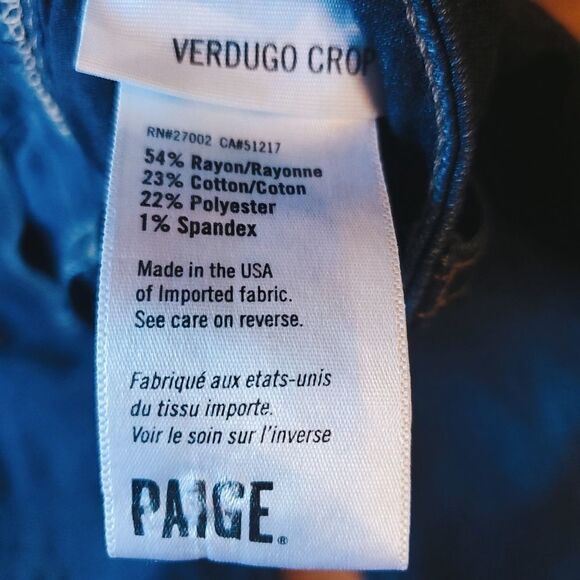 VERDUGO CROP
RN#27002 CA#51217
54% Rayon/Rayonne
23% Cotton/Coton
22% Polyester
1% Spandex
Made in the USA
of Imported fabric.
See care on reverse.
Fabriqué aux etats-unis
du tissu importe.
Voir le soin sur l'inverse
PAIGE®